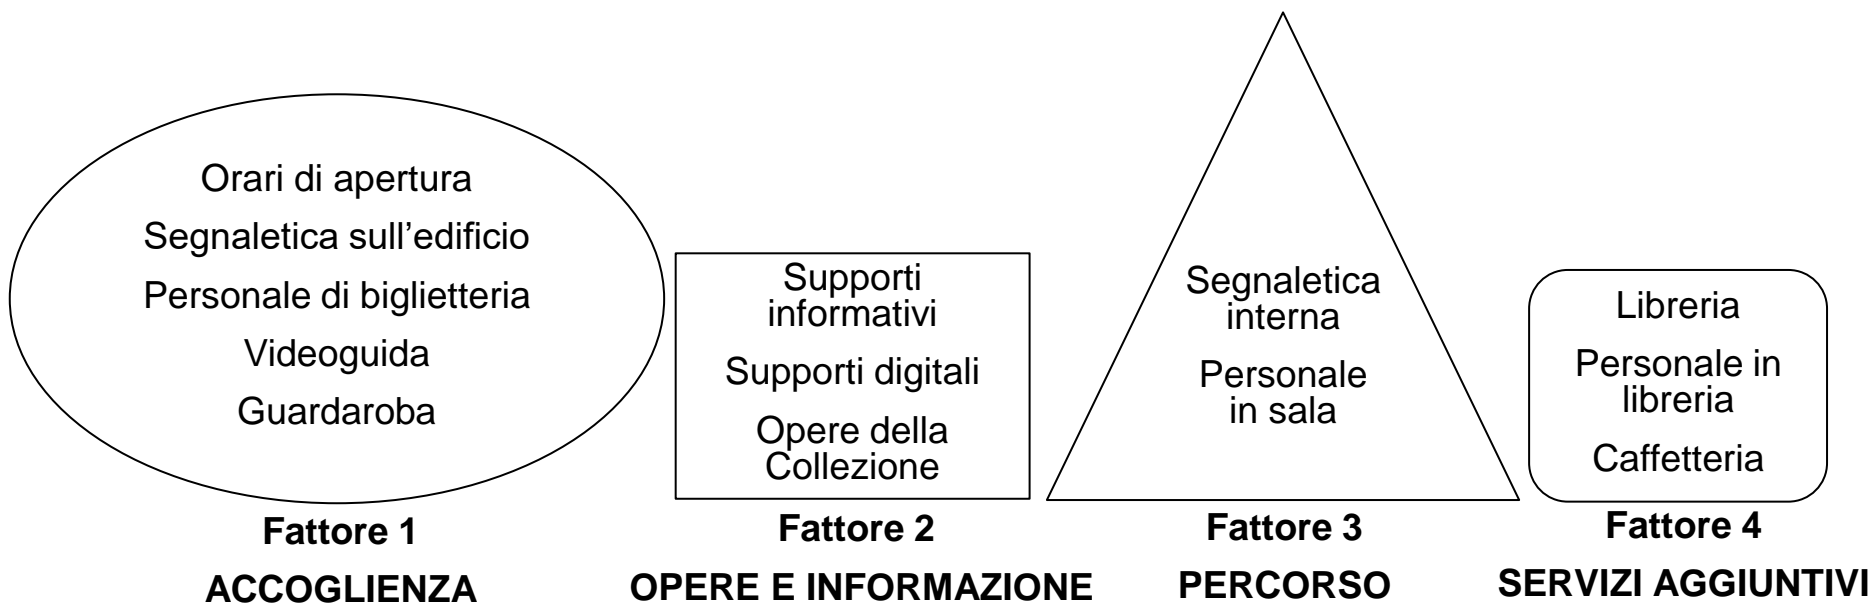 Orari di apertura
Segnaletica sull’edificio
Personale di biglietteria
Videoguida
Guardaroba
Fattore 1
ACCOGLIENZA
Supporti
informativi
Supporti digitali
Opere della
Collezione
Fattore 2
OPERE E INFORMAZIONE
Segnaletica
interna
Personale
in sala
Fattore 3
PERCORSO
Libreria
Personale in
libreria
Caffetteria
Fattore 4
SERVIZI AGGIUNTIVI